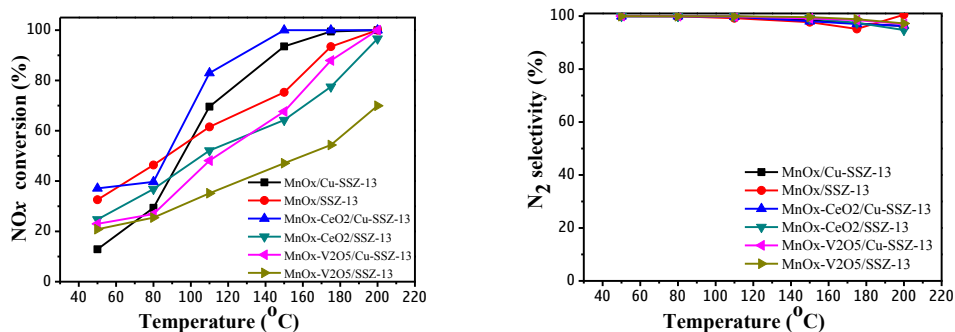 NOx conversion (%)
100
80
60
40
20
0
MnOx/Cu-SSZ-13
MnOx/SSZ-13
MnOx-CeO2/Cu-SSZ-13
MnOx-CeO2/SSZ-13
MnOx-V2O5/Cu-SSZ-13
MnOx-V2O5/SSZ-13
40 60 80 100 120 140 160 180 200 220
Temperature (°C)
N2 selectivity (%)
100
80
60
40
20
0
MnOx/Cu-SSZ-13
MnOx/SSZ-13
MnOx-CeO2/Cu-SSZ-13
MnOx-CeO2/SSZ-13
MnOx-V2O5/Cu-SSZ-13
MnOx-V2O5/SSZ-13
40 60 80 100 120 140 160 180 200 220
Temperature (°C)